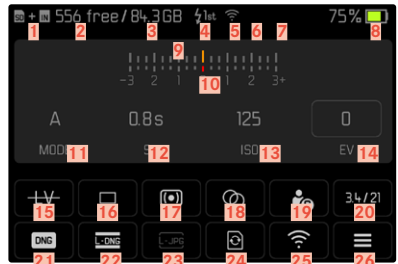 SD + IN 556 free/84.3GB 1st 75%
1 2 3 4 5 6 7 8
9
-3 2 1 1 2 3+
10
A 0.8s 125 0
MODE ISO EV
11 12 13 14
3.4/21
15 16 17 18 19 20
DNG L-DNG L-JPG
21 22 23 24 25 26